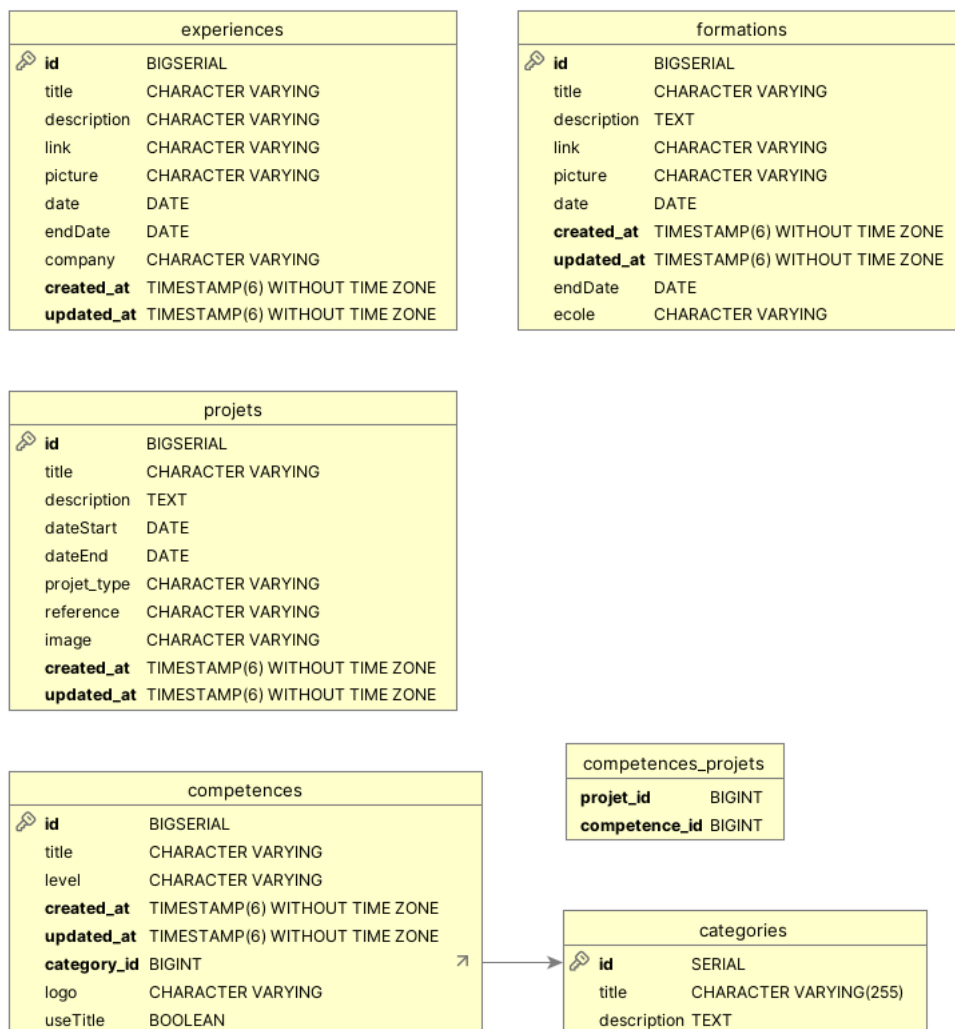 experiences
id BIGSERIAL
title CHARACTER VARYING
description CHARACTER VARYING
link CHARACTER VARYING
picture CHARACTER VARYING
date DATE
endDate DATE
company CHARACTER VARYING
created_at TIMESTAMP(6) WITHOUT TIME ZONE
updated_at TIMESTAMP(6) WITHOUT TIME ZONE
formations
id BIGSERIAL
title CHARACTER VARYING
description TEXT
link CHARACTER VARYING
picture CHARACTER VARYING
date DATE
created_at TIMESTAMP(6) WITHOUT TIME ZONE
updated_at TIMESTAMP(6) WITHOUT TIME ZONE
endDate DATE
ecole CHARACTER VARYING
projets
id BIGSERIAL
title CHARACTER VARYING
description TEXT
dateStart DATE
dateEnd DATE
projet_type CHARACTER VARYING
reference CHARACTER VARYING
image CHARACTER VARYING
created_at TIMESTAMP(6) WITHOUT TIME ZONE
updated_at TIMESTAMP(6) WITHOUT TIME ZONE
competences_projets
projet_id BIGINT
competence_id BIGINT
competences
id BIGSERIAL
title CHARACTER VARYING
level CHARACTER VARYING
created_at TIMESTAMP(6) WITHOUT TIME ZONE
updated_at TIMESTAMP(6) WITHOUT TIME ZONE
category_id BIGINT
logo CHARACTER VARYING
useTitle BOOLEAN
categories
id SERIAL
title CHARACTER VARYING(255)
description TEXT